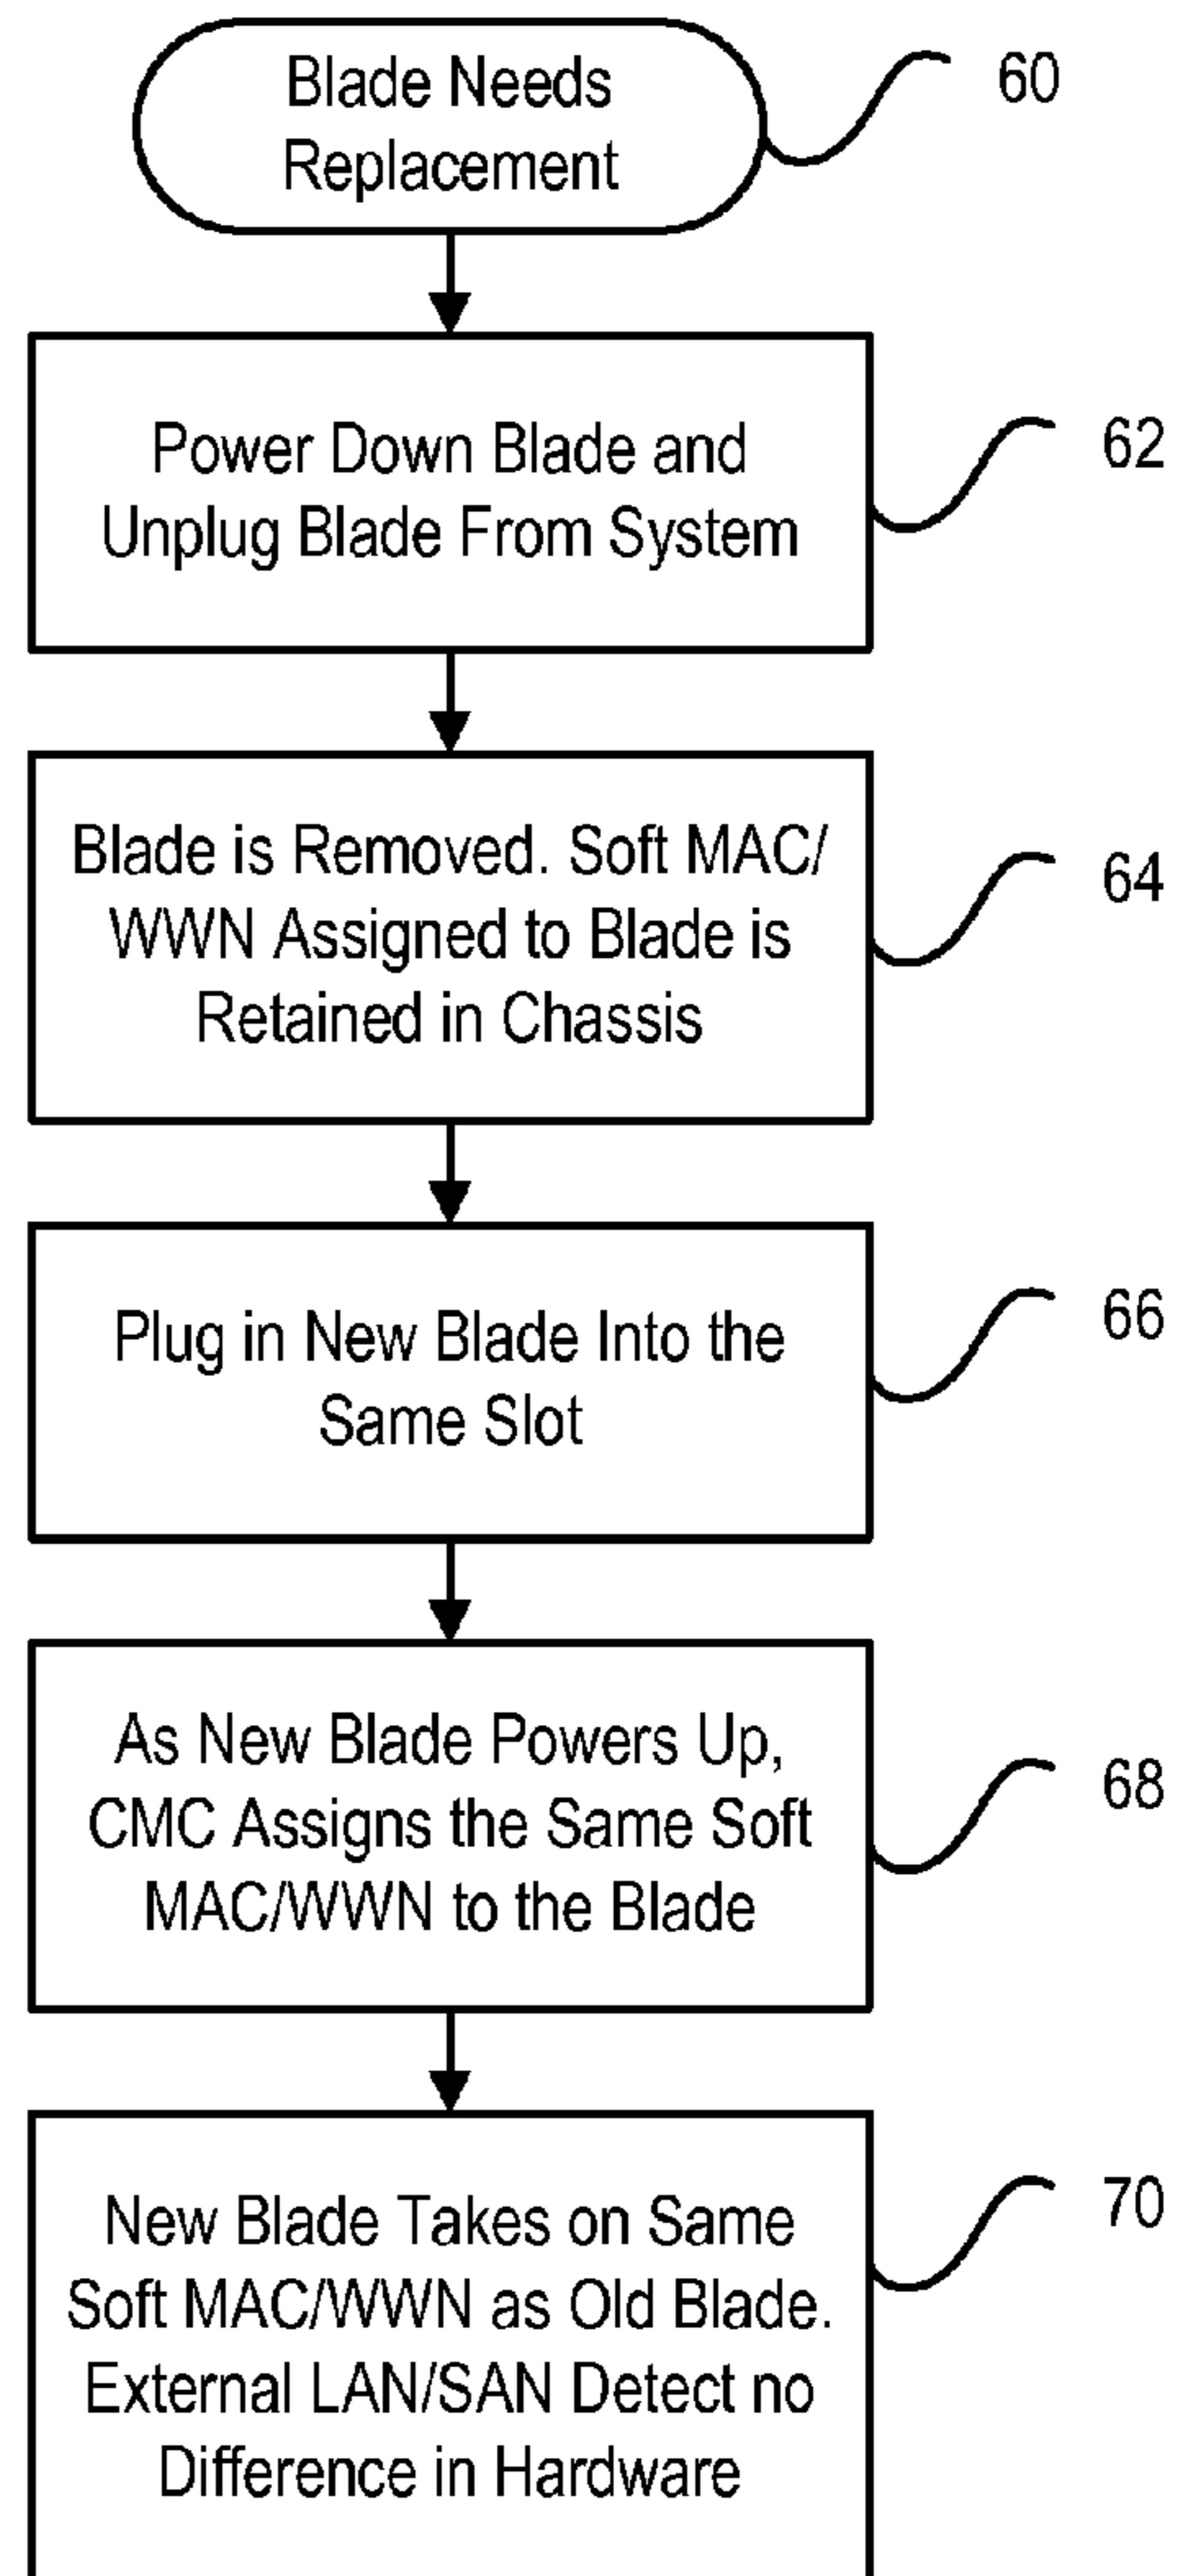 Blade Needs
Replacement
60
Power Down Blade and
Unplug Blade From System
62
Blade is Removed. Soft MAC/
WWN Assigned to Blade is
Retained in Chassis
64
Plug in New Blade Into the
Same Slot
66
As New Blade Powers Up,
CMC Assigns the Same Soft
MAC/WWN to the Blade
68
New Blade Takes on Same
Soft MAC/WWN as Old Blade.
External LAN/SAN Detect no
Difference in Hardware
70